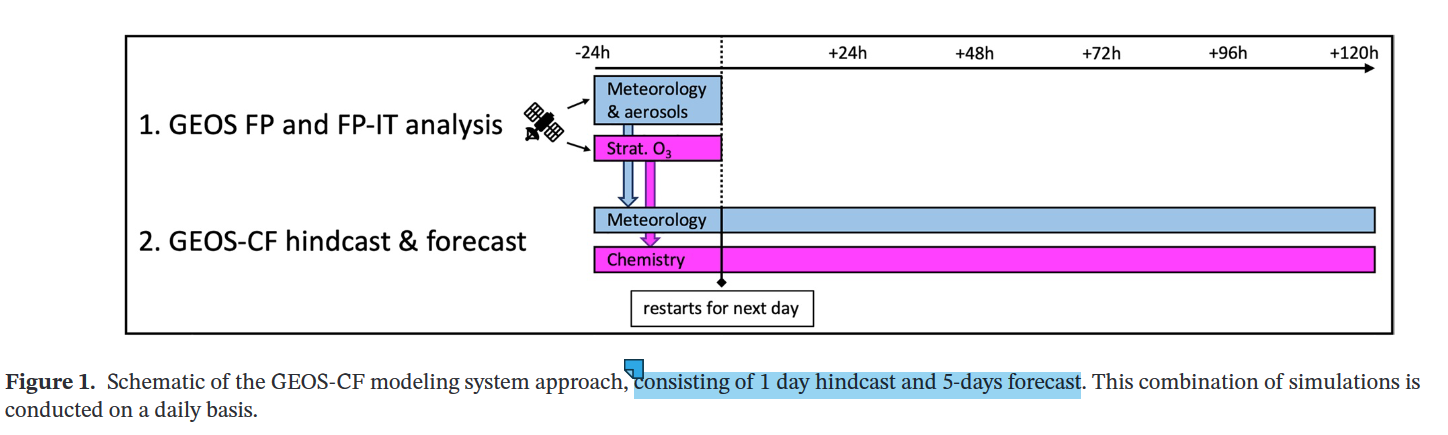 -24h +24h +48h +72h +96h +120h
Meteorology
& aerosols
1. GEOS FP and FP-IT analysis
Strat. O₃
Meteorology
2. GEOS-CF hindcast & forecast
Chemistry
restarts for next day
Figure 1. Schematic of the GEOS-CF modeling system approach, consisting of 1 day hindcast and 5-days forecast. This combination of simulations is
conducted on a daily basis.